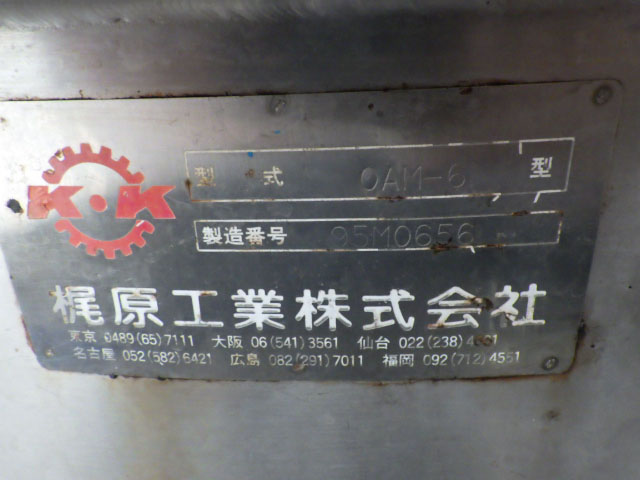 K・K
型式 OAM-6 型
製造番号 95M0656
梶原工業株式会社
東京 0489(65)7111 大阪 06(541)3561 仙台 022(238)4531
名古屋 052(582)6421 広島 082(291)7011 福岡 092(712)4551